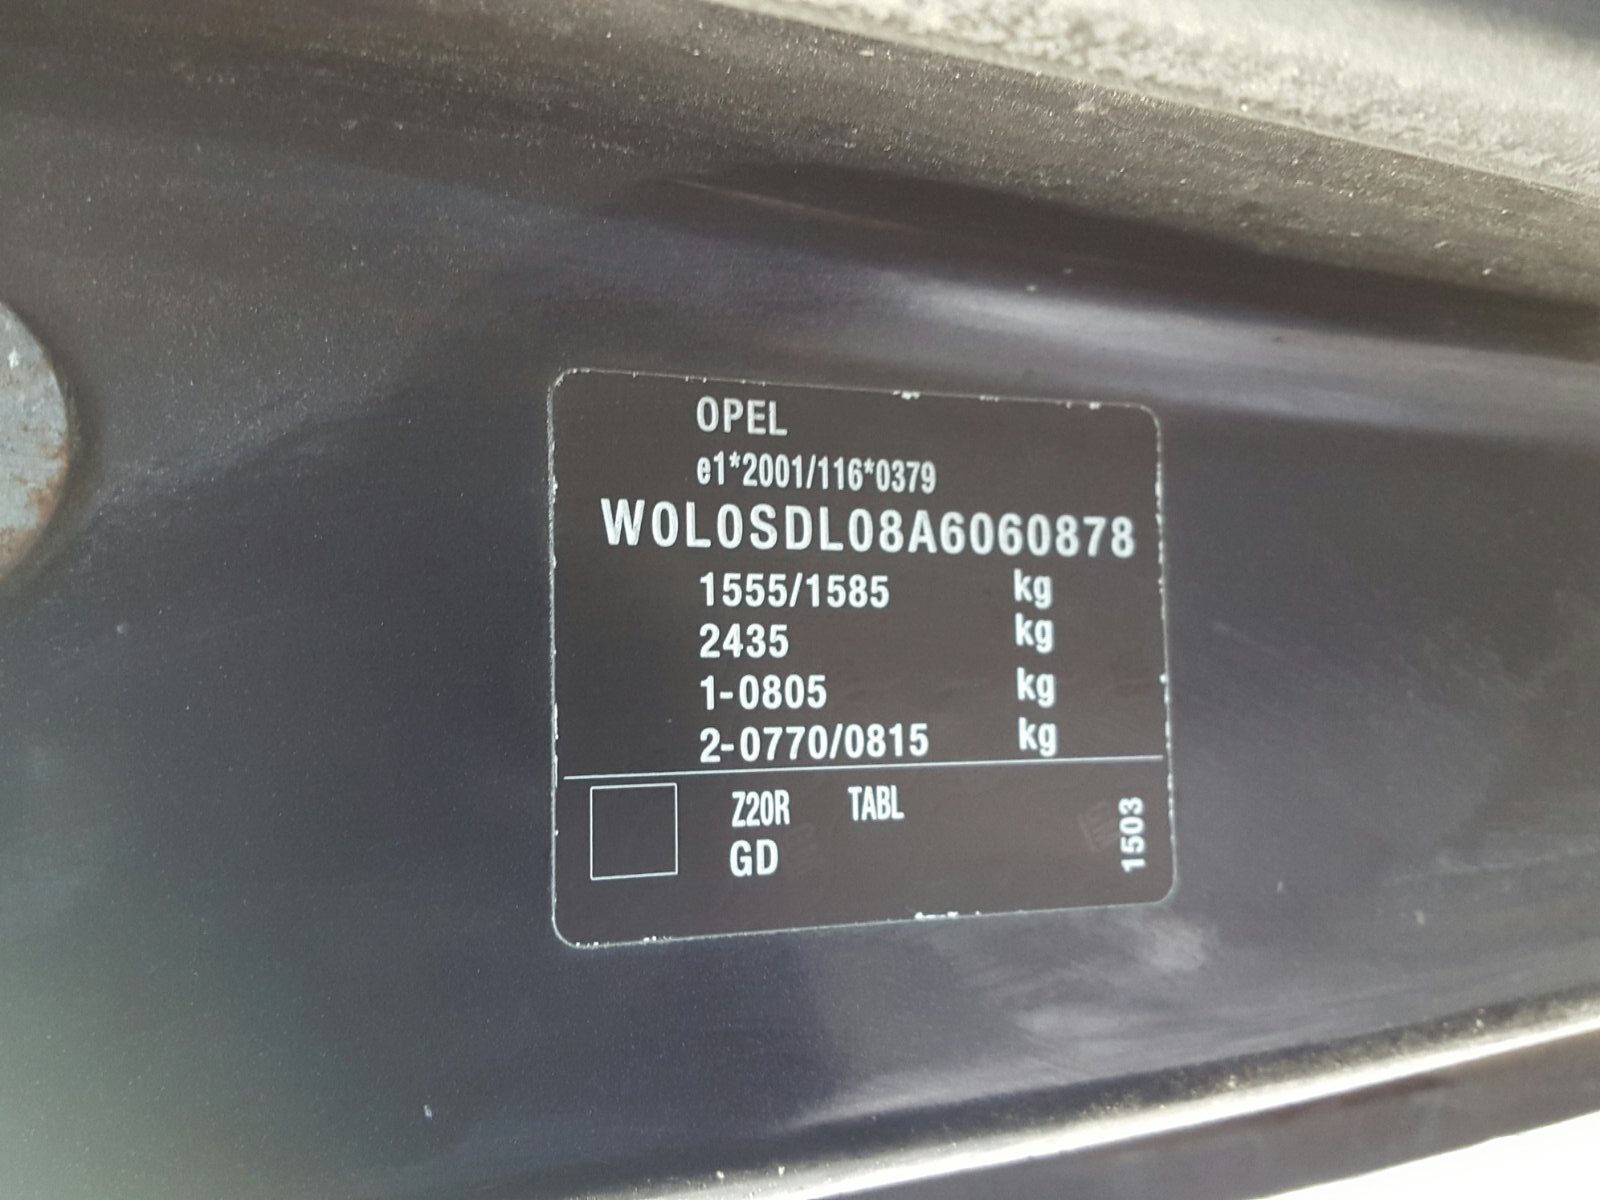 OPEL
e1*2001/116*0379
W0L0SDL08A6060878
1555/1585 kg
2435 kg
1-0805 kg
2-0770/0815 kg
Z20R TABL
GD
1503